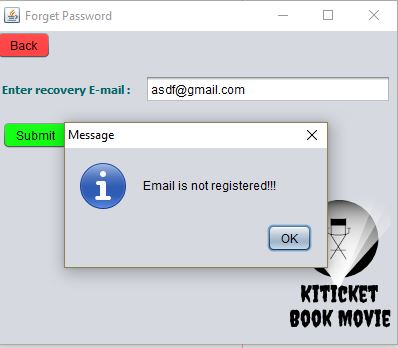 Forget Password
Back
Enter recovery E-mail :
asdf@gmail.com
Submit
Message
Email is not registered!!!
OK
KITICKET
BOOK MOVIE